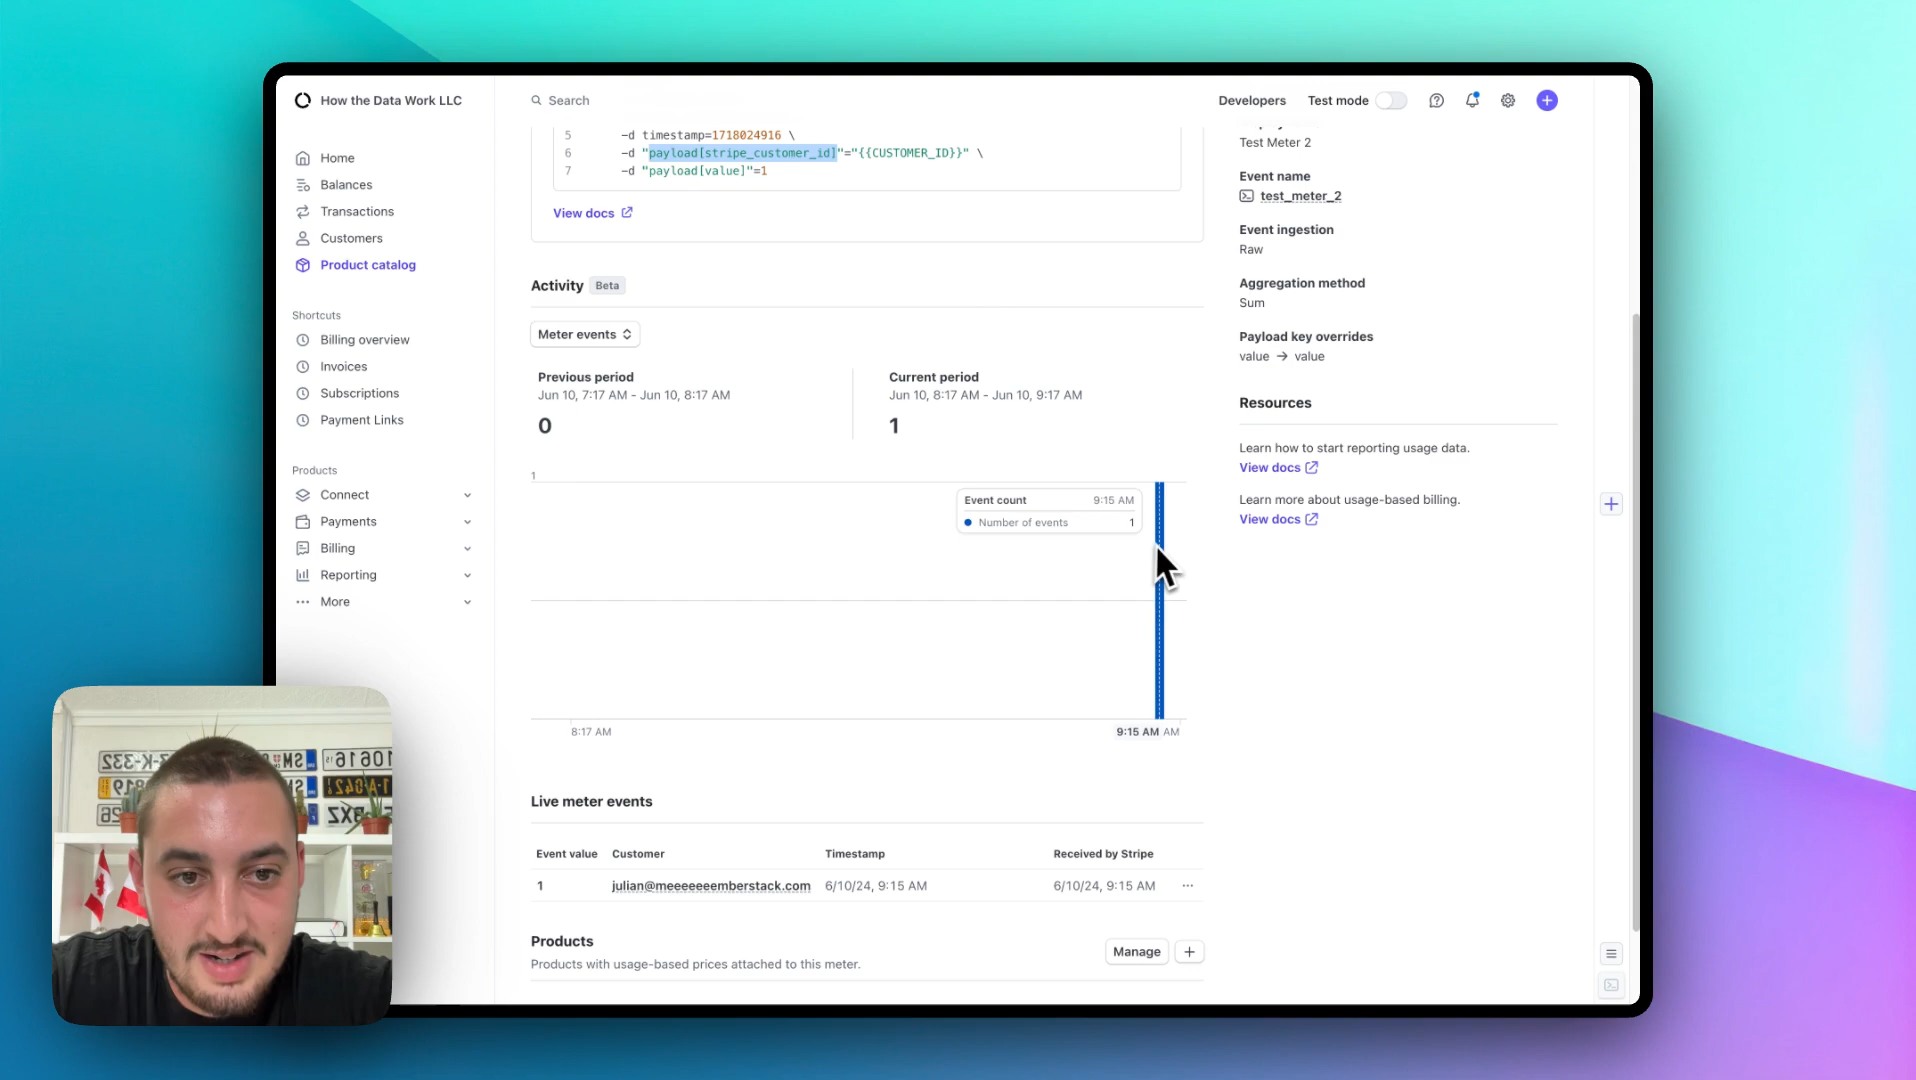 How the Data Work LLC
Search
Developers
Test mode
Home
Balances
Transactions
Customers
Product catalog
Shortcuts
Billing overview
Invoices
Subscriptions
Payment Links
Products
Connect
Payments
Billing
Reporting
More
5 -d timestamp=1718024916 \
6 -d "payload[stripe_customer_id]"="{{CUSTOMER_ID}}" \
7 -d "payload[value]"=1
View docs
Activity Beta
Meter events
Previous period
Jun 10, 7:17 AM - Jun 10, 8:17 AM
0
Current period
Jun 10, 8:17 AM - Jun 10, 9:17 AM
1
1
Event count 9:15 AM
Number of events 1
8:17 AM
9:15 AM AM
Live meter events
Event value Customer Timestamp Received by Stripe
1 julian@meeeeeeemberstack.com 6/10/24, 9:15 AM 6/10/24, 9:15 AM
Products
Products with usage-based prices attached to this meter.
Manage
Test Meter 2
Event name
test_meter_2
Event ingestion
Raw
Aggregation method
Sum
Payload key overrides
value → value
Resources
Learn how to start reporting usage data.
View docs
Learn more about usage-based billing.
View docs